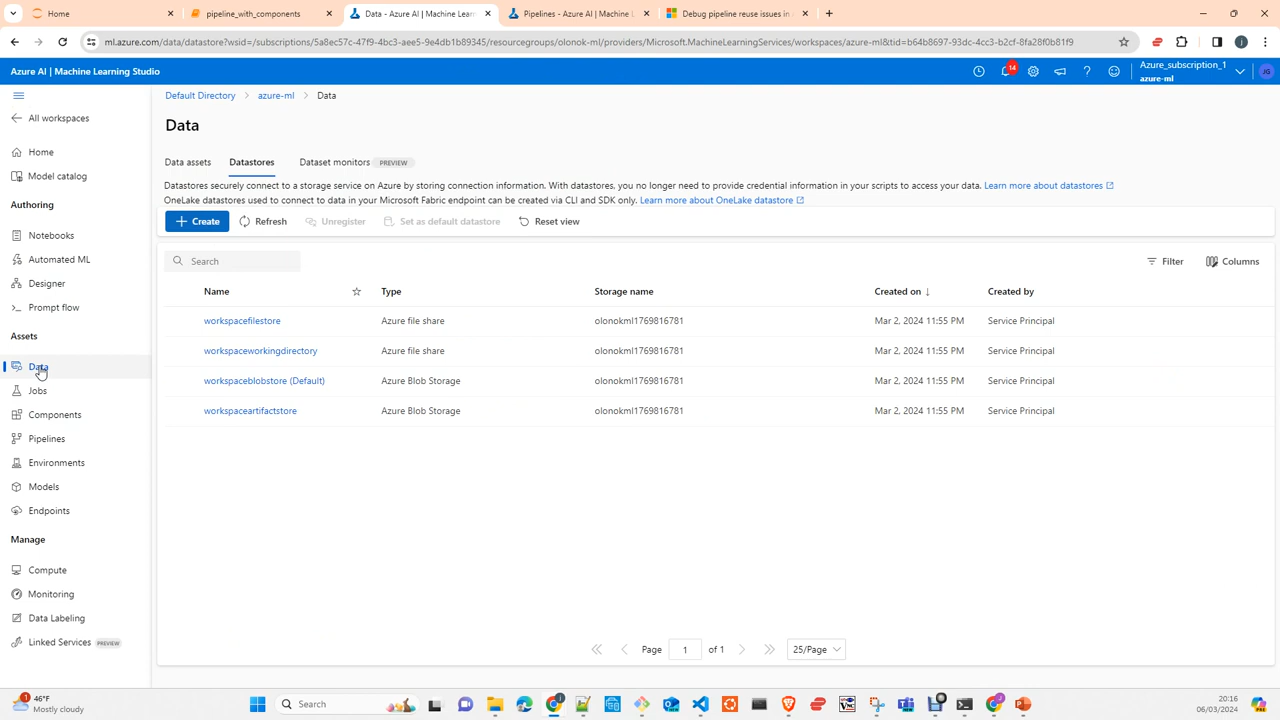 Home
pipeline_with_components
Data - Azure AI | Machine Learn
Pipelines - Azure AI | Machine L
Debug pipeline reuse issues in
ml.azure.com/data/datastore?wsid=/subscriptions/5a8ec57c-47f9-4bc3-aee5-9e4db1b89345/resourcegroups/olonok-ml/providers/Microsoft.MachineLearningServices/workspaces/azure-ml&tid=b64b8697-93dc-4cc3-b2cf-8fa28f0b81f9
Azure AI | Machine Learning Studio
14
Azure_subscription_1
azure-ml
JG
All workspaces
Home
Model catalog
Authoring
Notebooks
Automated ML
Designer
Prompt flow
Assets
Data
Jobs
Components
Pipelines
Environments
Models
Endpoints
Manage
Compute
Monitoring
Data Labeling
Linked Services PREVIEW
Default Directory > azure-ml > Data
Data
Data assets Datastores Dataset monitors PREVIEW
Datastores securely connect to a storage service on Azure by storing connection information. With datastores, you no longer need to provide credential information in your scripts to access your data. Learn more about datastores
OneLake datastores used to connect to data in your Microsoft Fabric endpoint can be created via CLI and SDK only. Learn more about OneLake datastore
Create Refresh Unregister Set as default datastore Reset view
Search Filter Columns
Name Type Storage name Created on ↓ Created by
workspacefilestore Azure file share olonokml1769816781 Mar 2, 2024 11:55 PM Service Principal
workspaceworkingdirectory Azure file share olonokml1769816781 Mar 2, 2024 11:55 PM Service Principal
workspaceblobstore (Default) Azure Blob Storage olonokml1769816781 Mar 2, 2024 11:55 PM Service Principal
workspaceartifactstore Azure Blob Storage olonokml1769816781 Mar 2, 2024 11:55 PM Service Principal
Page 1 of 1 25/Page
1
46°F
Mostly cloudy
Search
20:16
06/03/2024